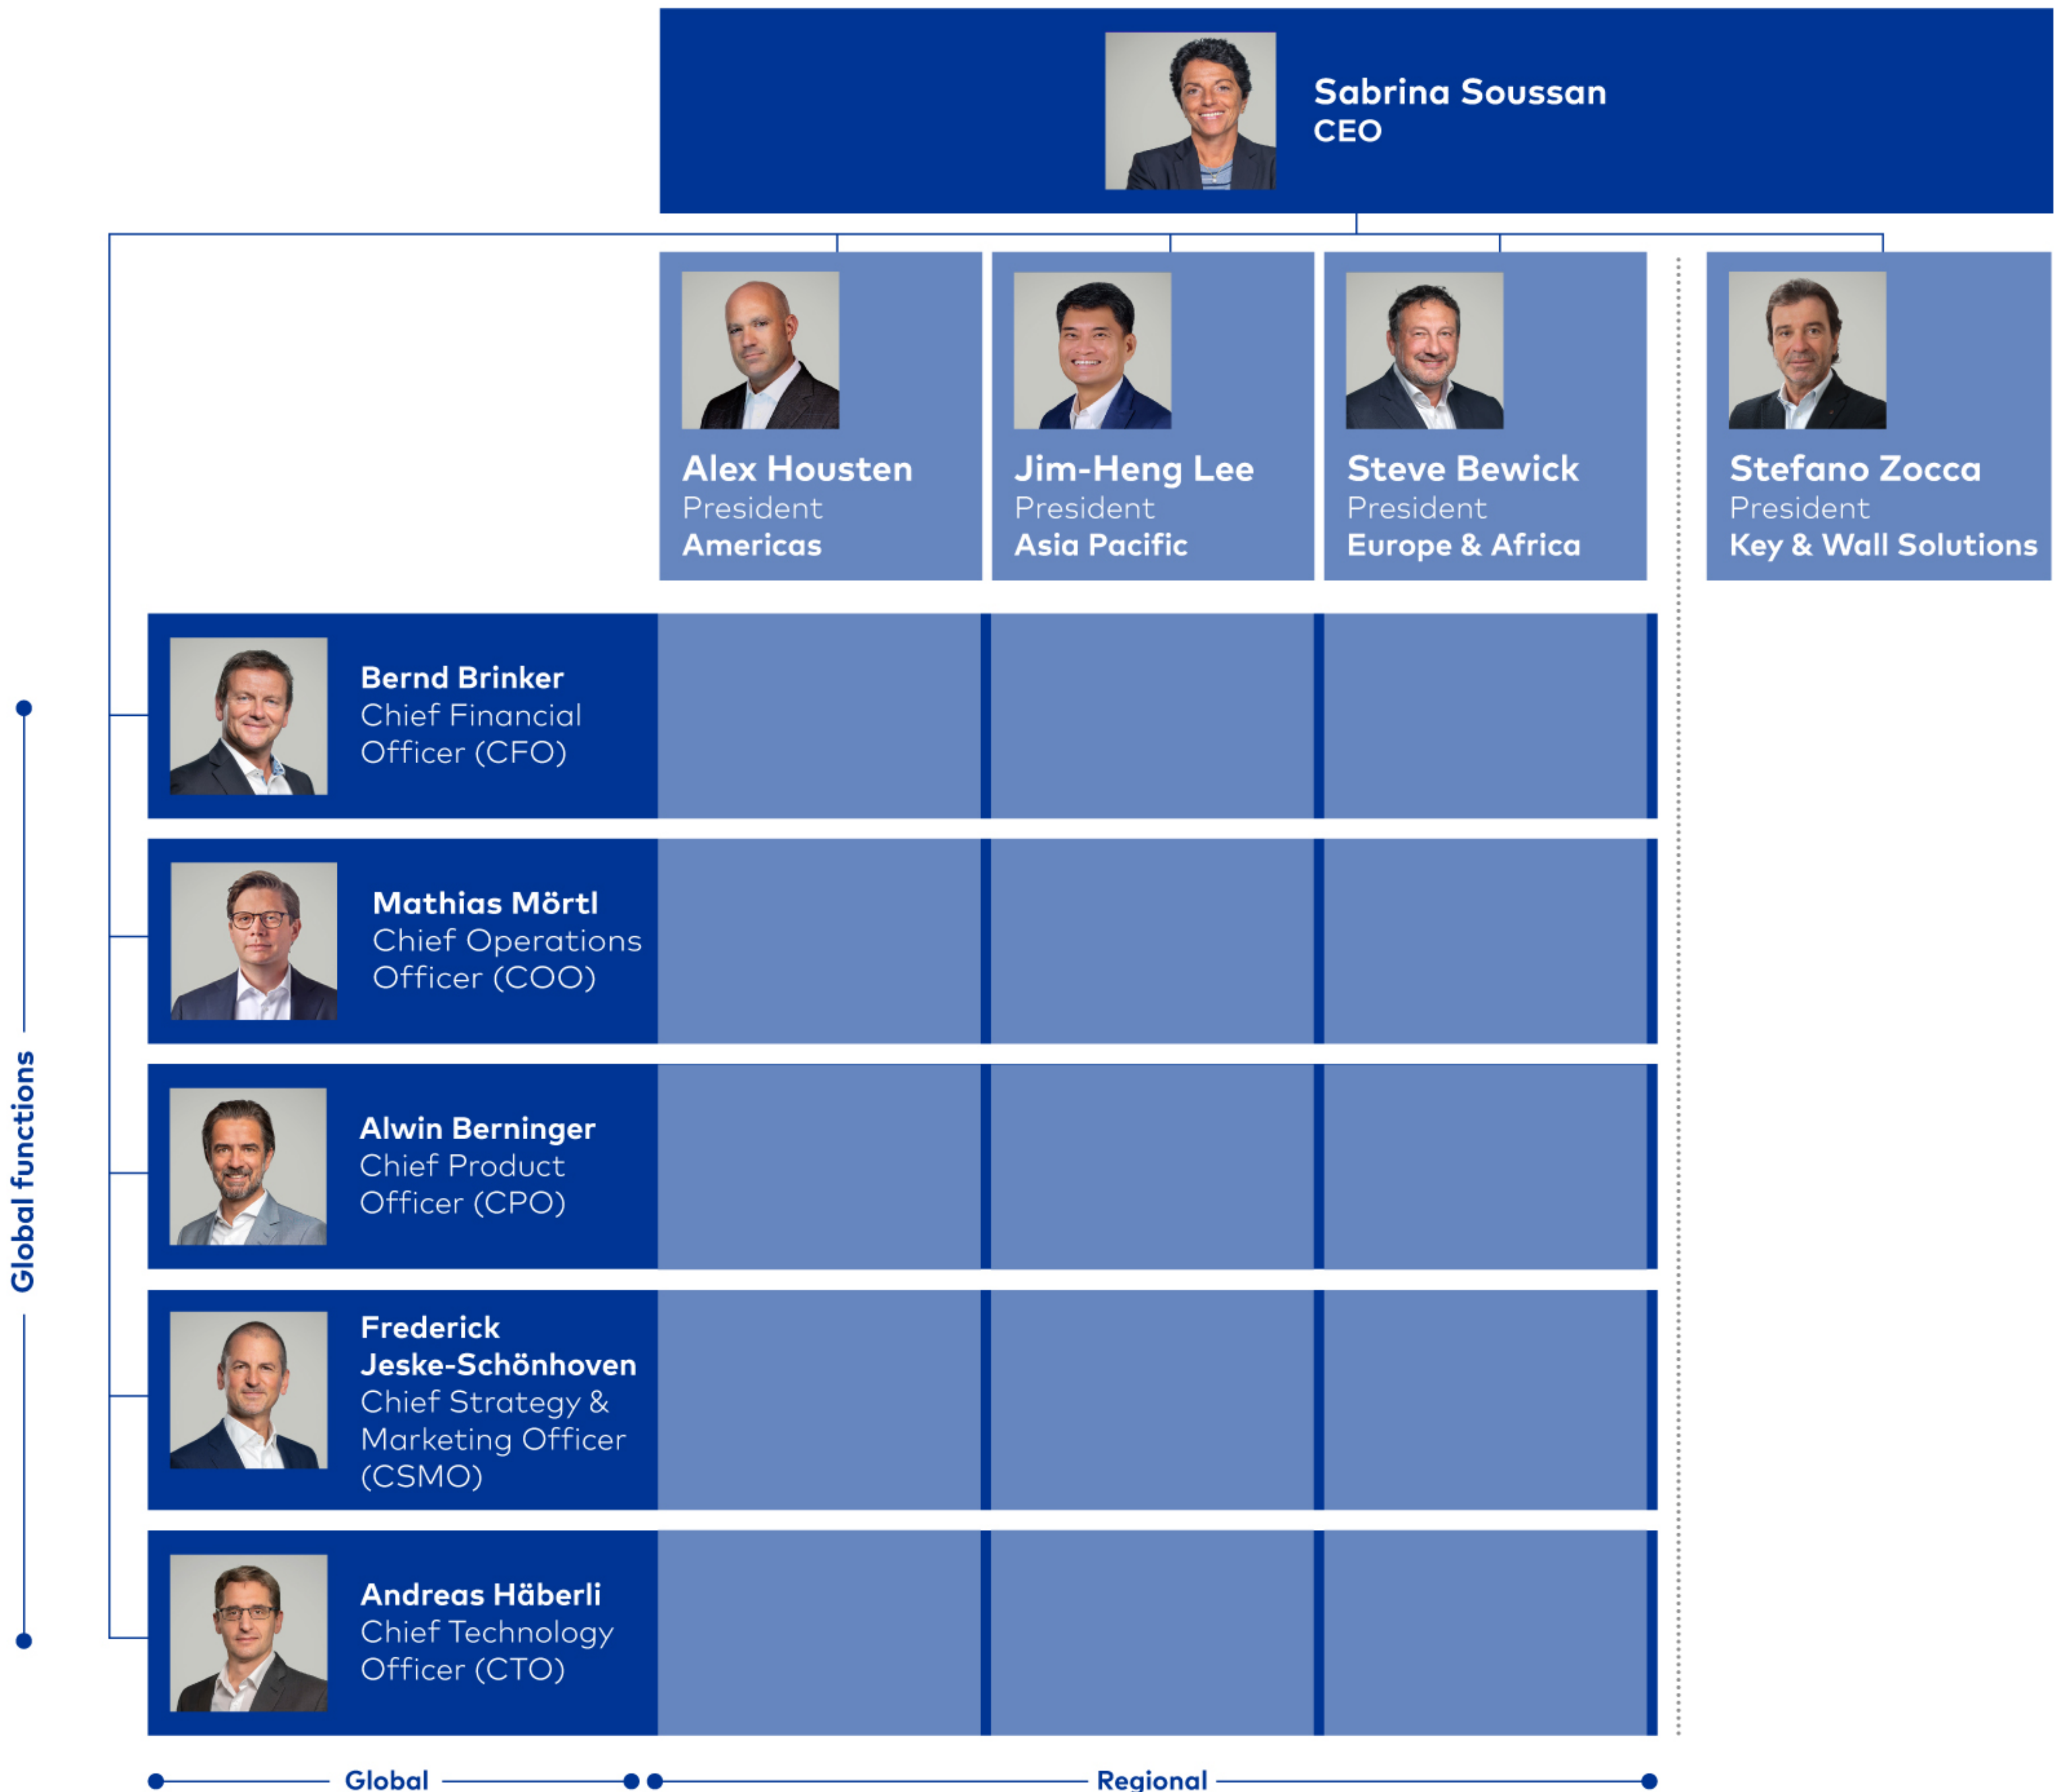 Sabrina Soussan
CEO
Alex Housten
President
Americas
Jim-Heng Lee
President
Asia Pacific
Steve Bewick
President
Europe & Africa
Stefano Zocca
President
Key & Wall Solutions
Global functions
Bernd Brinker
Chief Financial
Officer (CFO)
Mathias Mörtl
Chief Operations
Officer (COO)
Alwin Berninger
Chief Product
Officer (CPO)
Frederick
Jeske-Schönhoven
Chief Strategy &
Marketing Officer
(CSMO)
Andreas Häberli
Chief Technology
Officer (CTO)
Global
Regional